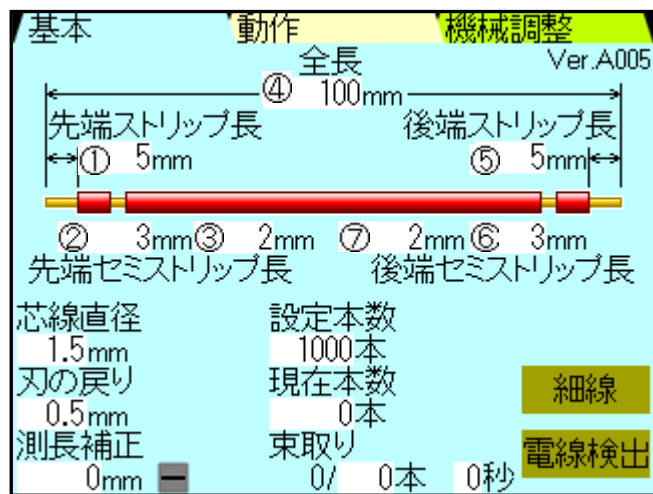 基本 動作 機械調整
全長 Ver.A005
④ 100mm
先端ストリップ長 後端ストリップ長
① 5mm ⑤ 5mm
② 3mm ③ 2mm ⑦ 2mm ⑥ 3mm
先端セミストリップ長 後端セミストリップ長
芯線直径 設定本数
1.5mm 1000本
刃の戻り 現在本数 細線
0.5mm 0本
測長補正 束取り 電線検出
0mm 0/ 0本 0秒